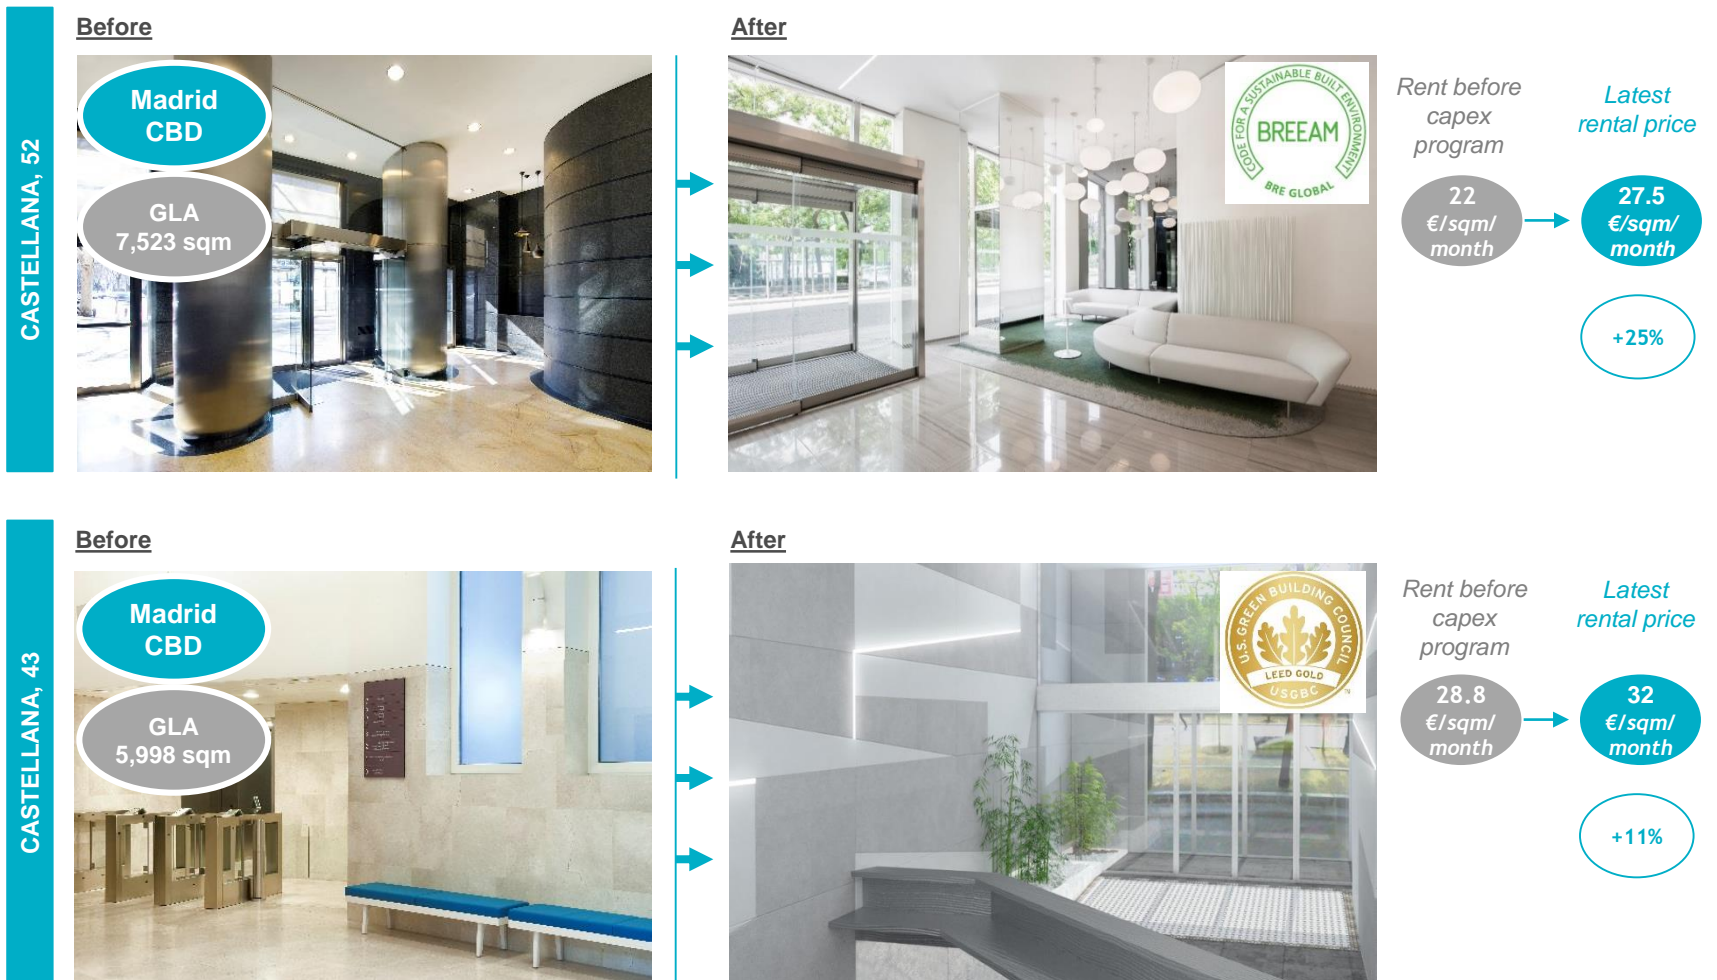 CASTELLANA, 52
Before
After
Madrid
CBD
GLA
7,523 sqm
CODE FOR A SUSTAINABLE BUILT ENVIRONMENT
BREEAM
BRE GLOBAL
Rent before
capex
program
Latest
rental price
22
€/sqm/
month
27.5
€/sqm/
month
+25%
CASTELLANA, 43
Before
After
Madrid
CBD
GLA
5,998 sqm
U.S. GREEN BUILDING COUNCIL
LEED GOLD
USGBC
Rent before
capex
program
Latest
rental price
28.8
€/sqm/
month
32
€/sqm/
month
+11%